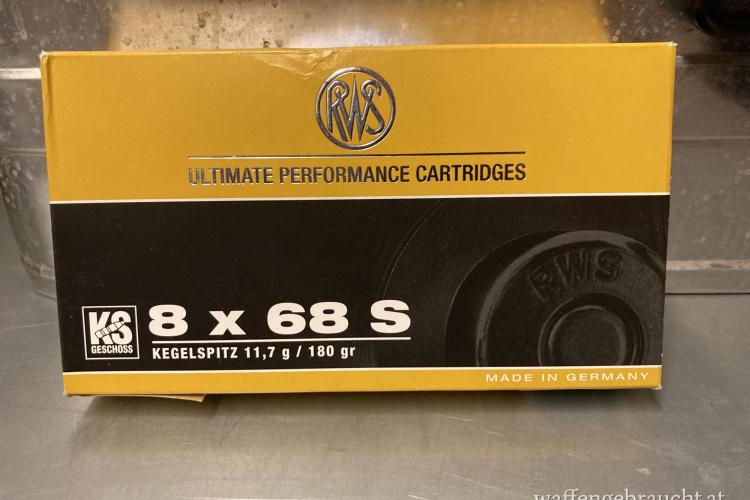 RWS
ULTIMATE PERFORMANCE CARTRIDGES
RWS
KS
GESCHOSS
8 x 68 S
KEGELSPITZ 11,7 g / 180 gr
MADE IN GERMANY
waffengebraucht.at